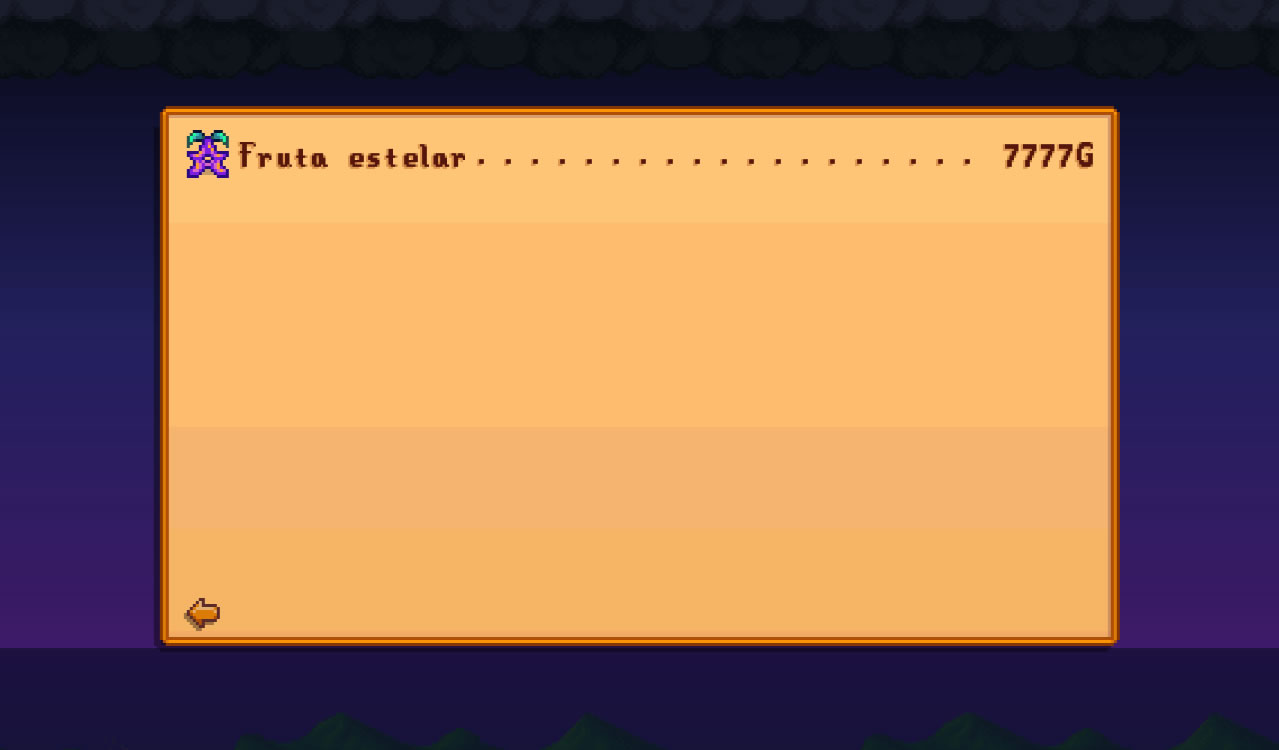 Fruta estelar. . . . . . . . . . . . . . . . . . . 7777G